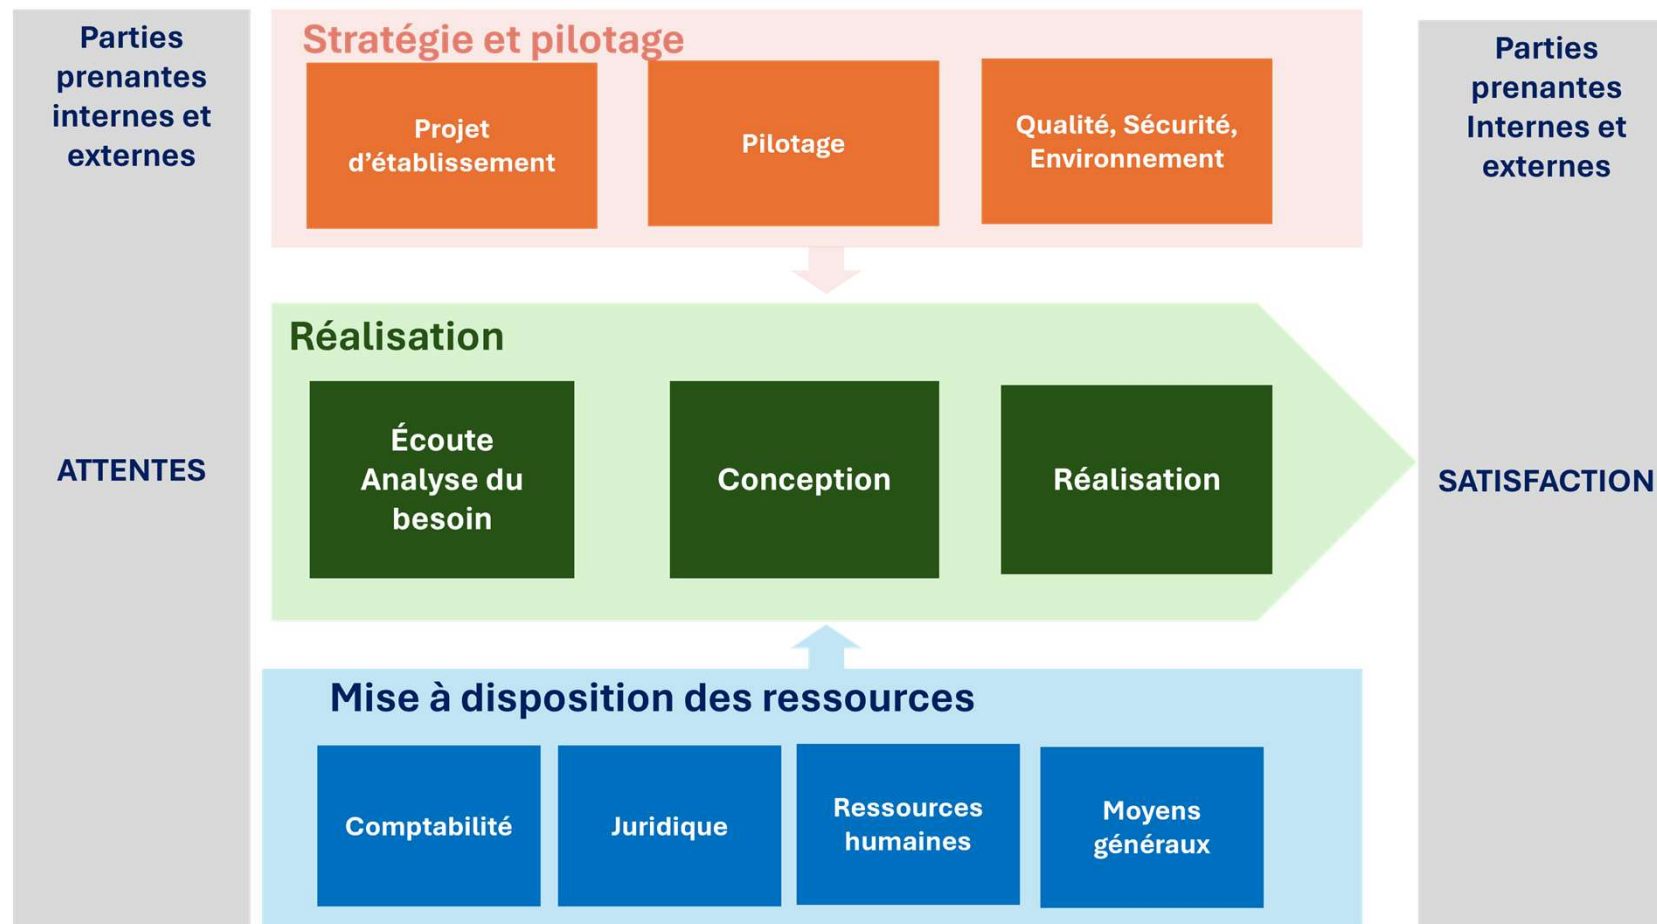 Parties
prenantes
internes et
externes
ATTENTES
Stratégie et pilotage
Projet
d’établissement
Pilotage
Qualité, Sécurité,
Environnement
Réalisation
Écoute
Analyse du
besoin
Conception
Réalisation
Mise à disposition des ressources
Comptabilité
Juridique
Ressources
humaines
Moyens
généraux
Parties
prenantes
Internes et
externes
SATISFACTION